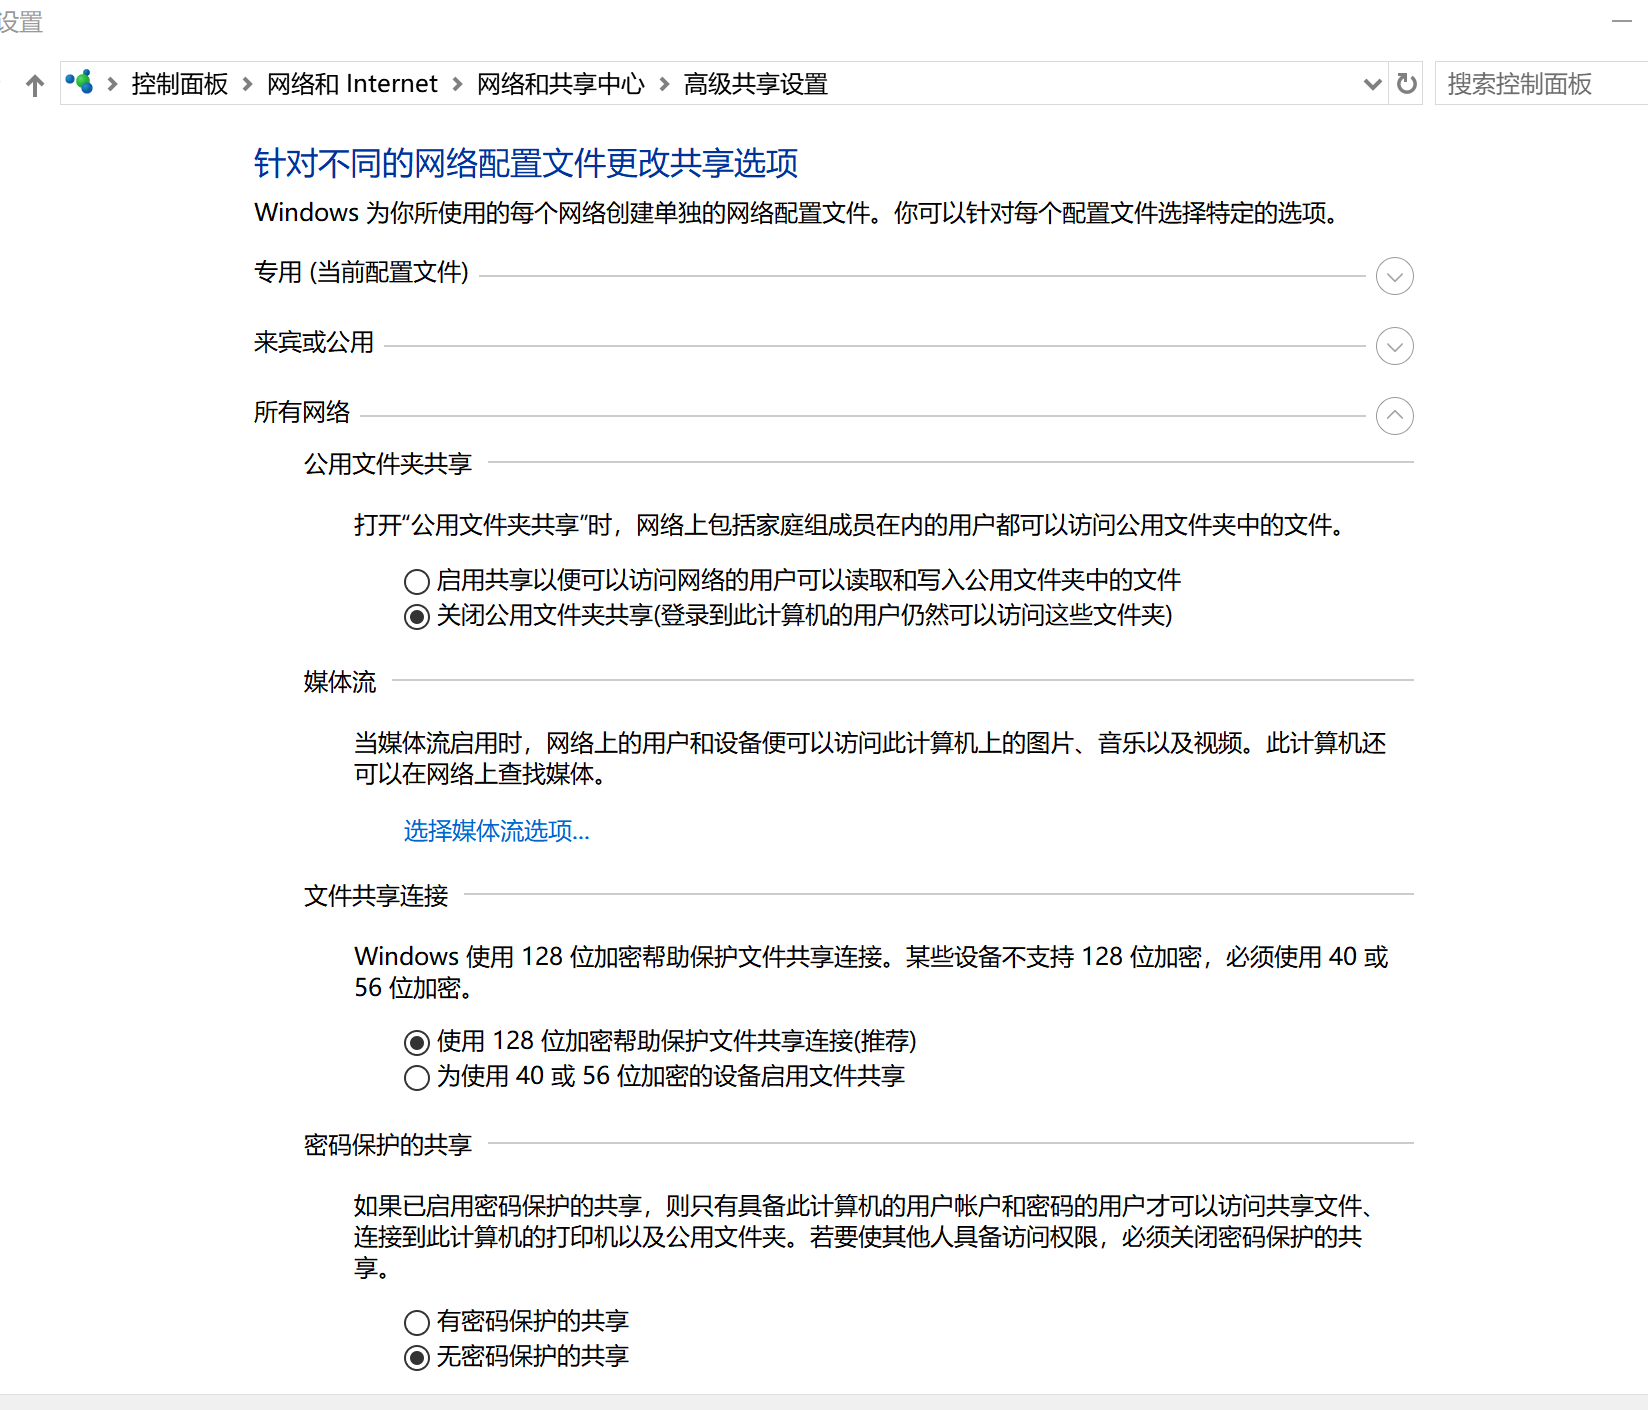 设置
控制面板 网络和 Internet 网络和共享中心 高级共享设置 搜索控制面板
针对不同的网络配置文件更改共享选项
Windows 为你所使用的每个网络创建单独的网络配置文件。你可以针对每个配置文件选择特定的选项。
专用 (当前配置文件)
来宾或公用
所有网络
公用文件夹共享
打开“公用文件夹共享”时，网络上包括家庭组成员在内的用户都可以访问公用文件夹中的文件。
启用共享以便可以访问网络的用户可以读取和写入公用文件夹中的文件
关闭公用文件夹共享(登录到此计算机的用户仍然可以访问这些文件夹)
媒体流
当媒体流启用时，网络上的用户和设备便可以访问此计算机上的图片、音乐以及视频。此计算机还
可以在网络上查找媒体。
选择媒体流选项...
文件共享连接
Windows 使用 128 位加密帮助保护文件共享连接。某些设备不支持 128 位加密，必须使用 40 或
56 位加密。
使用 128 位加密帮助保护文件共享连接(推荐)
为使用 40 或 56 位加密的设备启用文件共享
密码保护的共享
如果已启用密码保护的共享，则只有具备此计算机的用户帐户和密码的用户才可以访问共享文件、
连接到此计算机的打印机以及公用文件夹。若要使其他人具备访问权限，必须关闭密码保护的共
享。
有密码保护的共享
无密码保护的共享